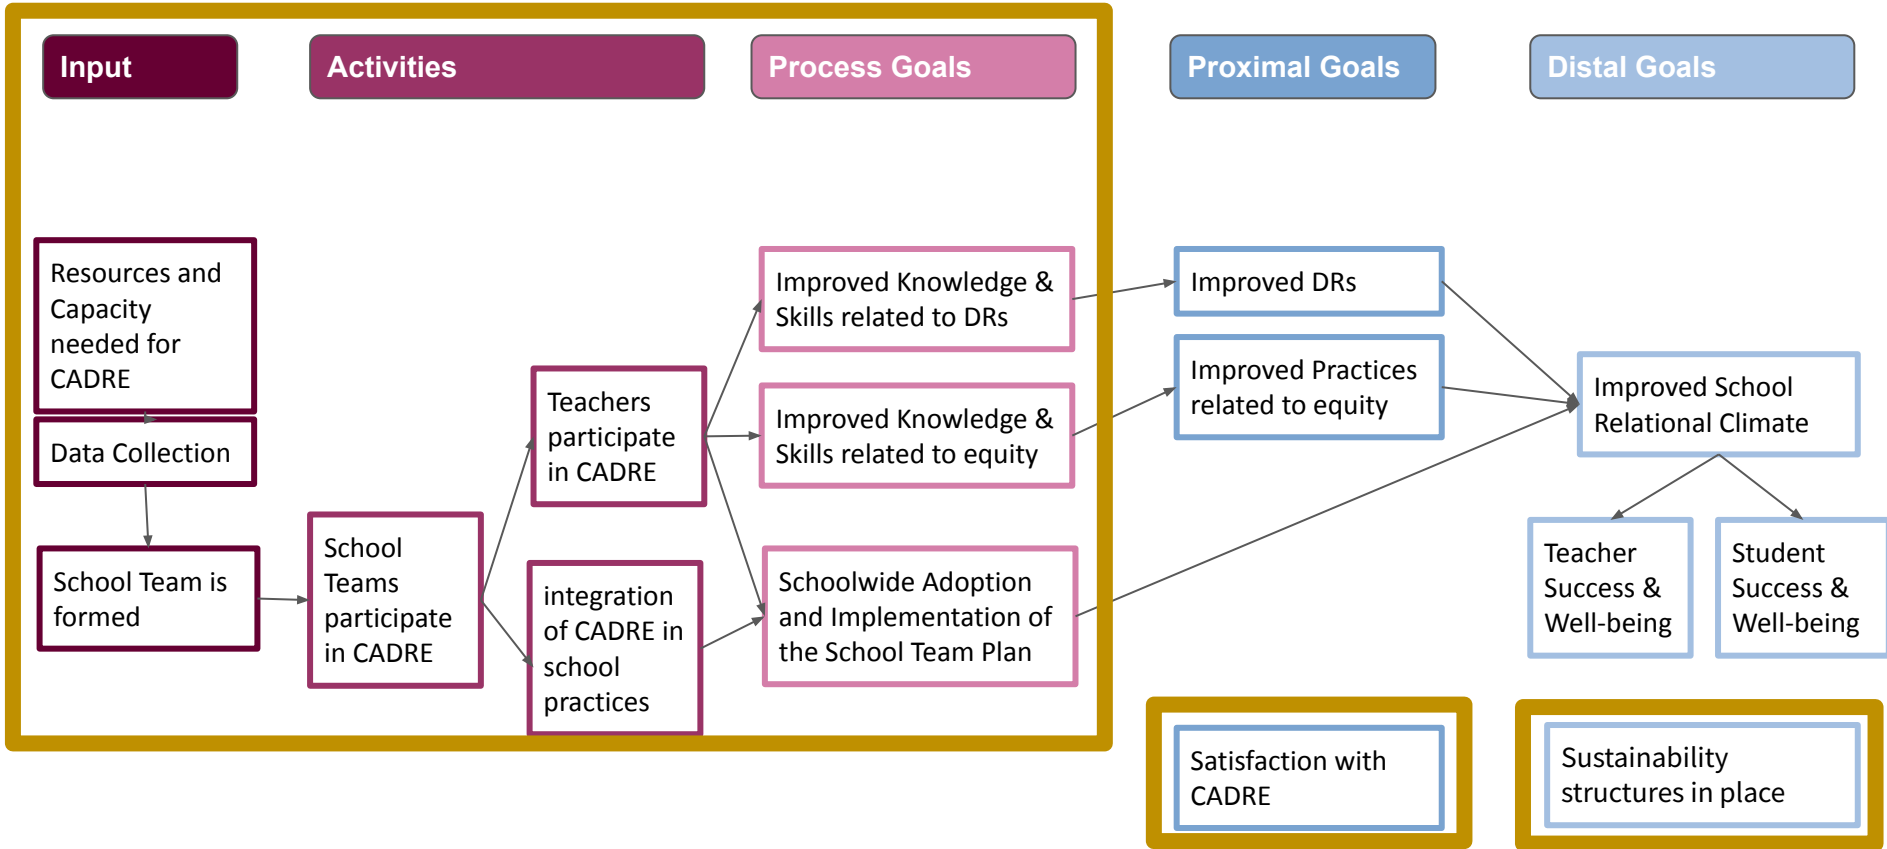 Input
Activities
Process Goals
Proximal Goals
Distal Goals
Resources and
Capacity
needed for
CADRE
Data Collection
School Team is
formed
School
Teams
participate
in CADRE
Teachers
participate
in CADRE
integration
of CADRE in
school
practices
Improved Knowledge &
Skills related to DRs
Improved Knowledge &
Skills related to equity
Schoolwide Adoption
and Implementation of
the School Team Plan
Improved DRs
Improved Practices
related to equity
Satisfaction with
CADRE
Improved School
Relational Climate
Teacher
Success &
Well-being
Student
Success &
Well-being
Sustainability
structures in place